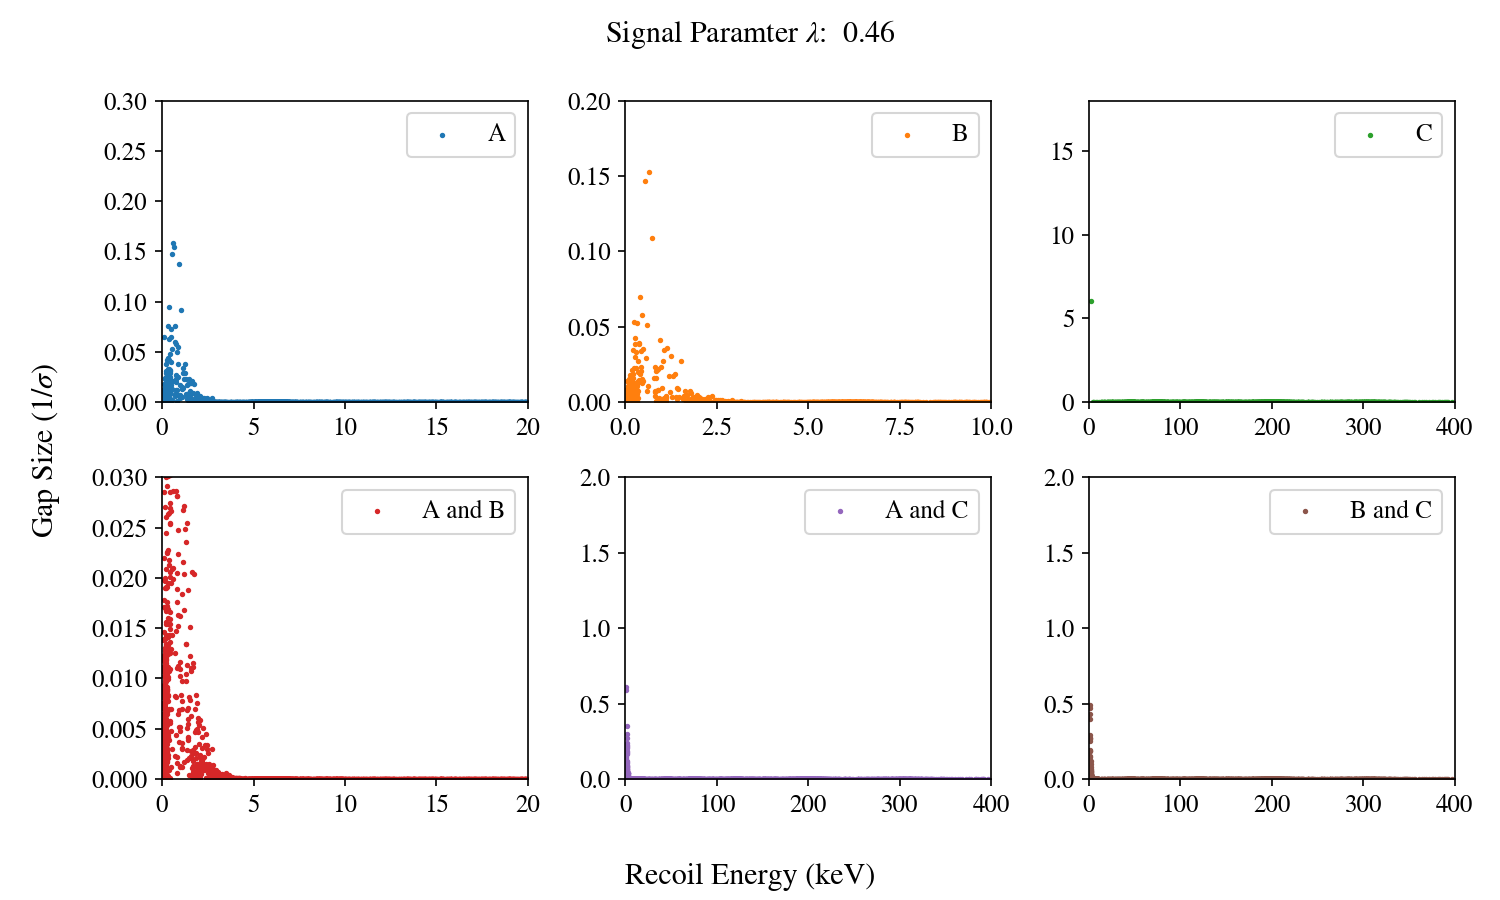 Signal Paramter λ: 0.46
Gap Size (1/σ)
0.30
0.25
0.20
0.15
0.10
0.05
0.00
0 5 10 15 20
A
0.20
0.15
0.10
0.05
0.00
0.0 2.5 5.0 7.5 10.0
B
15
10
5
0
0 100 200 300 400
C
0.030
0.025
0.020
0.015
0.010
0.005
0.000
0 5 10 15 20
A and B
2.0
1.5
1.0
0.5
0.0
0 100 200 300 400
A and C
2.0
1.5
1.0
0.5
0.0
0 100 200 300 400
B and C
Recoil Energy (keV)